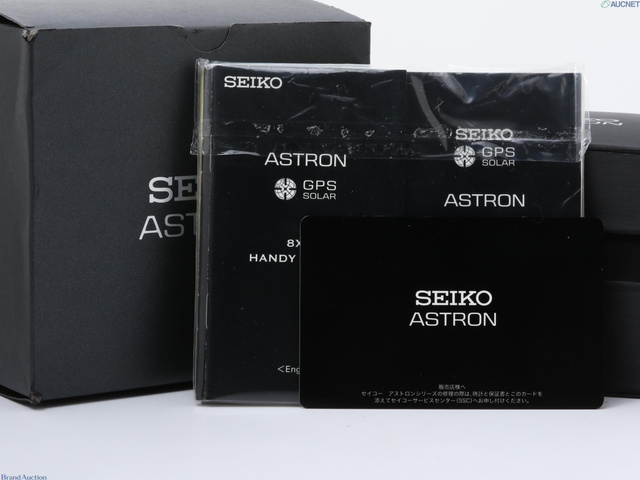 AUCNET
SEIKO
ASTRON
GPS
SOLAR
HANDY
SEIKO
GPS
SOLAR
ASTRON
SEIKO
ASTRON
販売店様へ
セイコー アストロンシリーズの修理の際は、時計と保証書とこのカードを
添えてセイコーサービスセンター(SSC)へお申し付けください。
Brand Auction